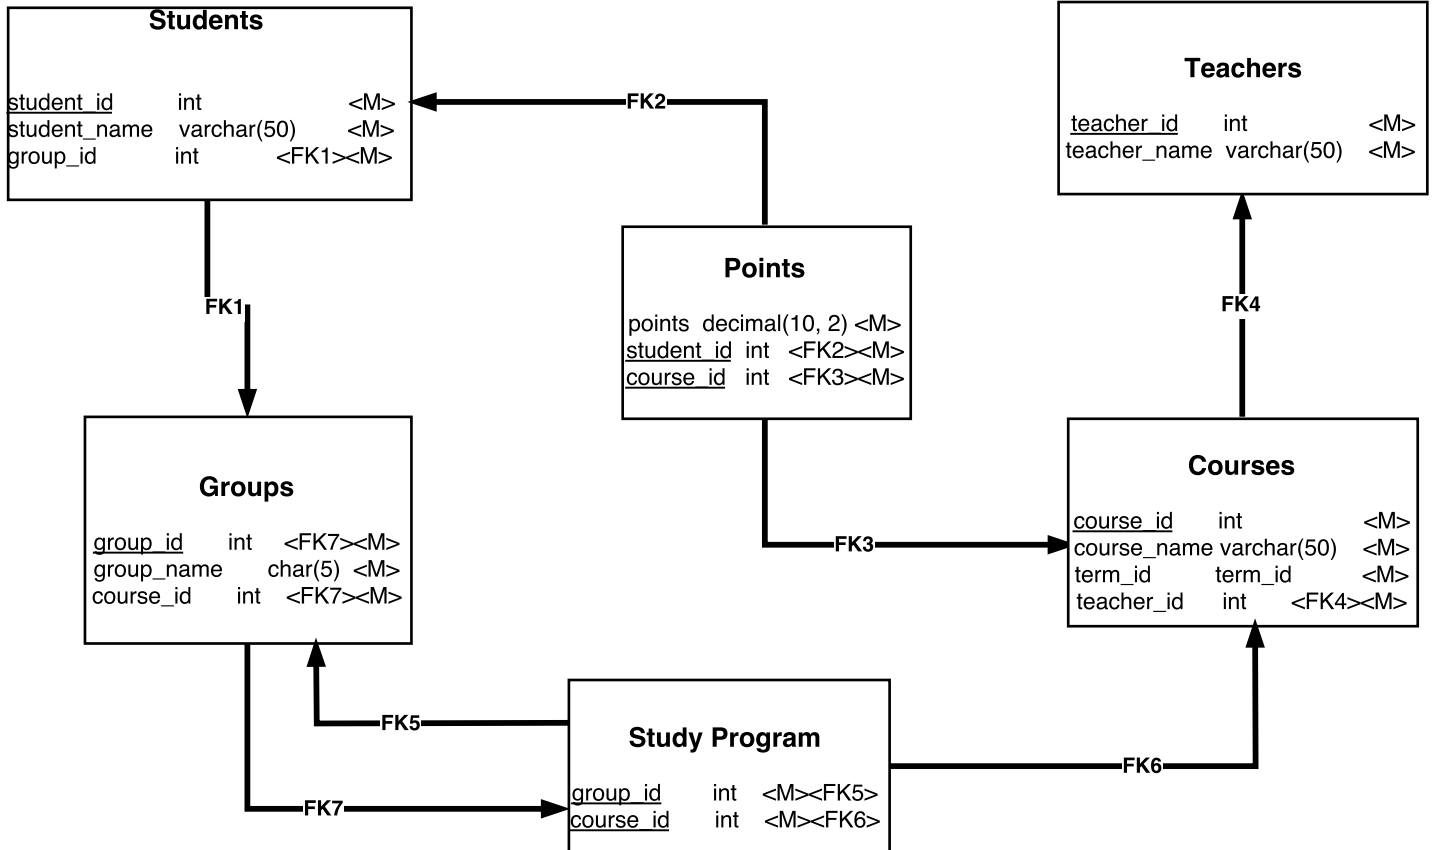 Students
student_id int <M>
student_name varchar(50) <M>
group_id int <FK1><M>
FK2
Teachers
teacher_id int <M>
teacher_name varchar(50) <M>
Points
points decimal(10, 2) <M>
student_id int <FK2><M>
course_id int <FK3><M>
FK1
FK4
Groups
group_id int <FK7><M>
group_name char(5) <M>
course_id int <FK7><M>
FK3
Courses
course_id int <M>
course_name varchar(50) <M>
term_id term_id <M>
teacher_id int <FK4><M>
FK5
FK7
Study Program
group_id int <M><FK5>
course_id int <M><FK6>
FK6